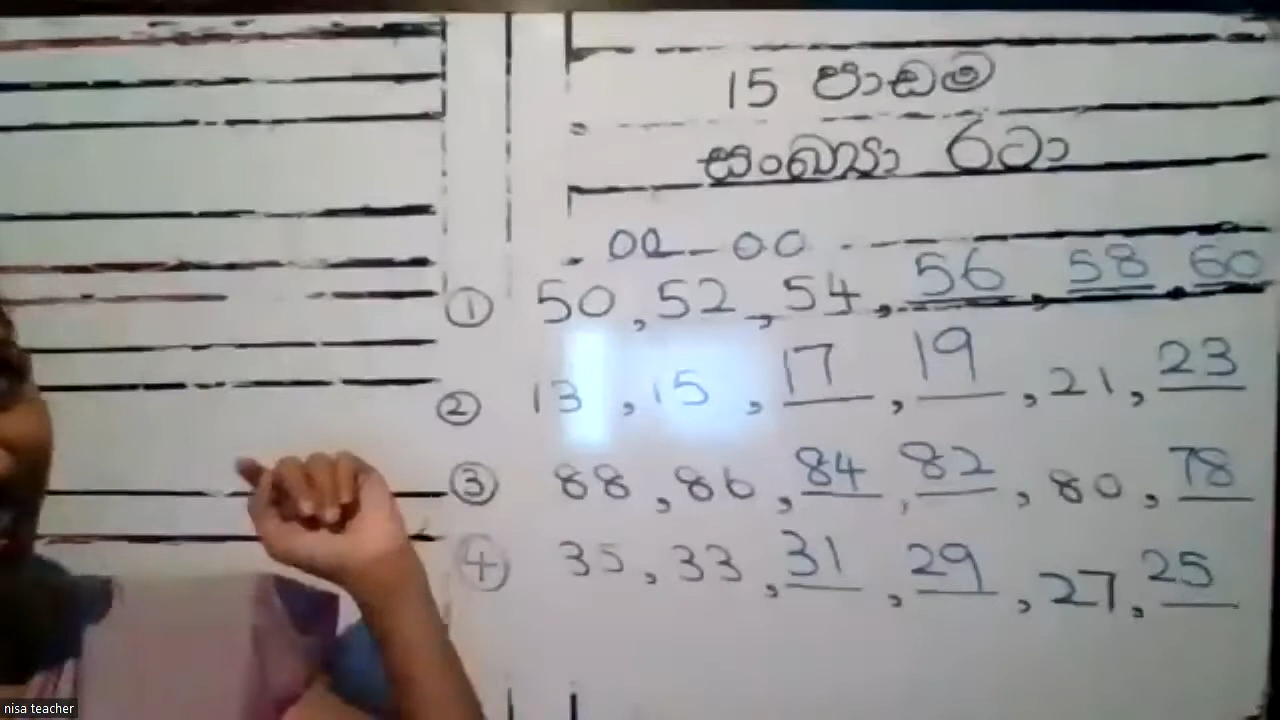 15 පාඩම
සංඛ්‍යා රටා
02 - 00
① 50, 52, 54, 56, 58, 60
② 13, 15, 17, 19, 21, 23
③ 88, 86, 84, 82, 80, 78
④ 35, 33, 31, 29, 27, 25
nisa teacher